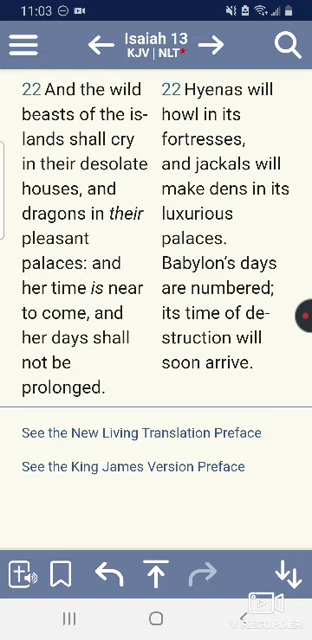 11:03
Isaiah 13
KJV | NLT*
22 And the wild
beasts of the is-
lands shall cry
in their desolate
houses, and
dragons in their
pleasant
palaces: and
her time is near
to come, and
her days shall
not be
prolonged.
22 Hyenas will
howl in its
fortresses,
and jackals will
make dens in its
luxurious
palaces.
Babylon's days
are numbered;
its time of de-
struction will
soon arrive.
See the New Living Translation Preface
See the King James Version Preface
V RECORDER